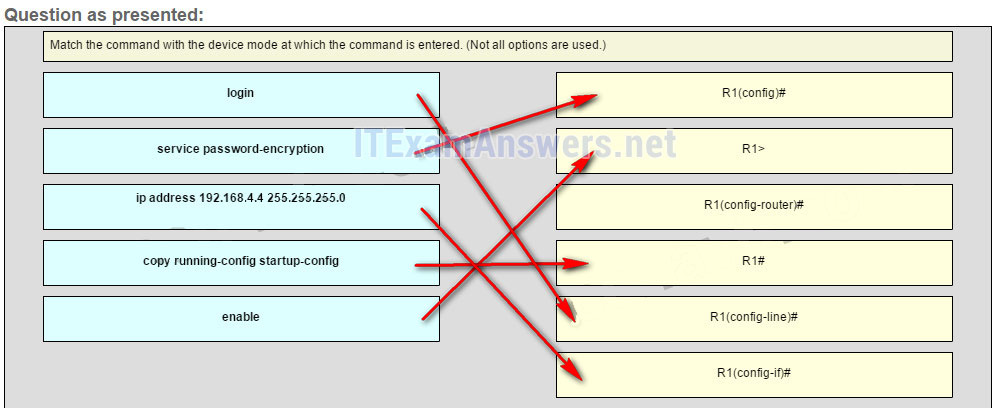 Question as presented:
Match the command with the device mode at which the command is entered. (Not all options are used.)
login
R1(config)#
service password-encryption
R1>
ITExamAnswers.net
ip address 192.168.4.4 255.255.255.0
R1(config-router)#
copy running-config startup-config
R1#
enable
R1(config-line)#
R1(config-if)#